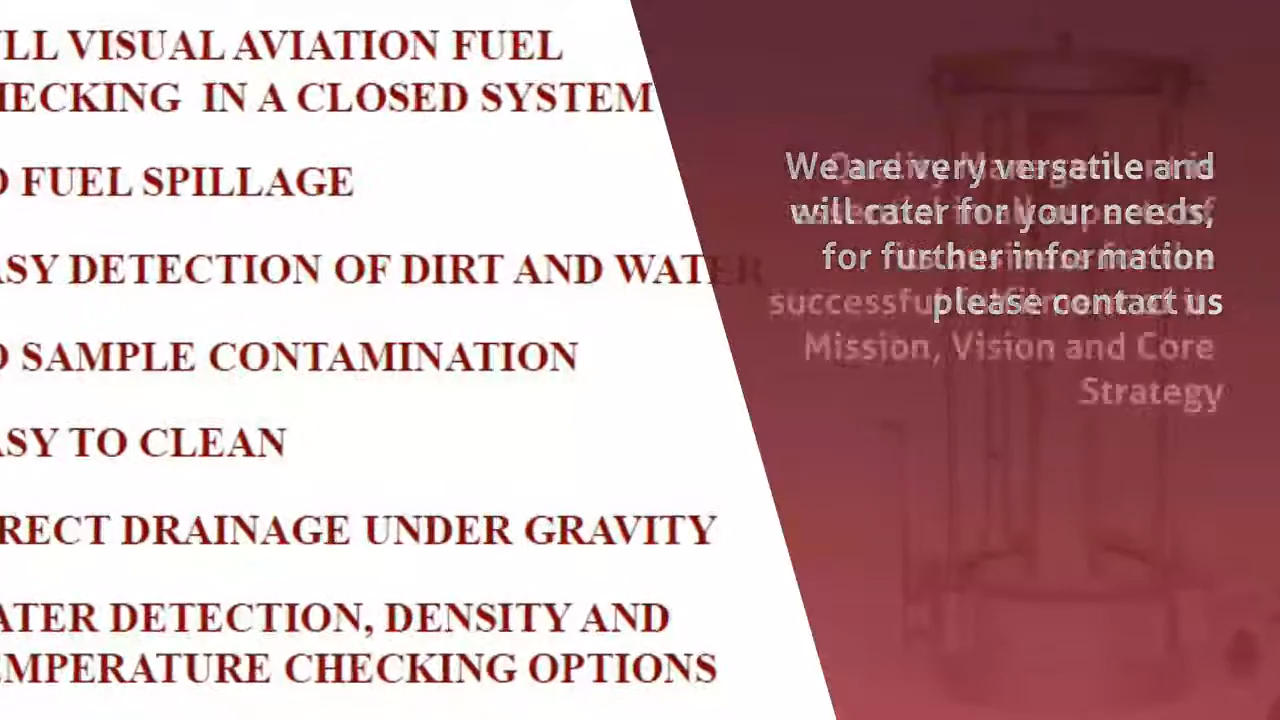 LL VISUAL AVIATION FUEL
HECKING IN A CLOSED SYSTEM
FUEL SPILLAGE
ASY DETECTION OF DIRT AND WATER
SAMPLE CONTAMINATION
ASY TO CLEAN
RECT DRAINAGE UNDER GRAVITY
ATER DETECTION, DENSITY AND
EMPERATURE CHECKING OPTIONS
We are very versatile and
will cater for your needs,
for further information
please contact us
Mission, Vision and Core
Strategy